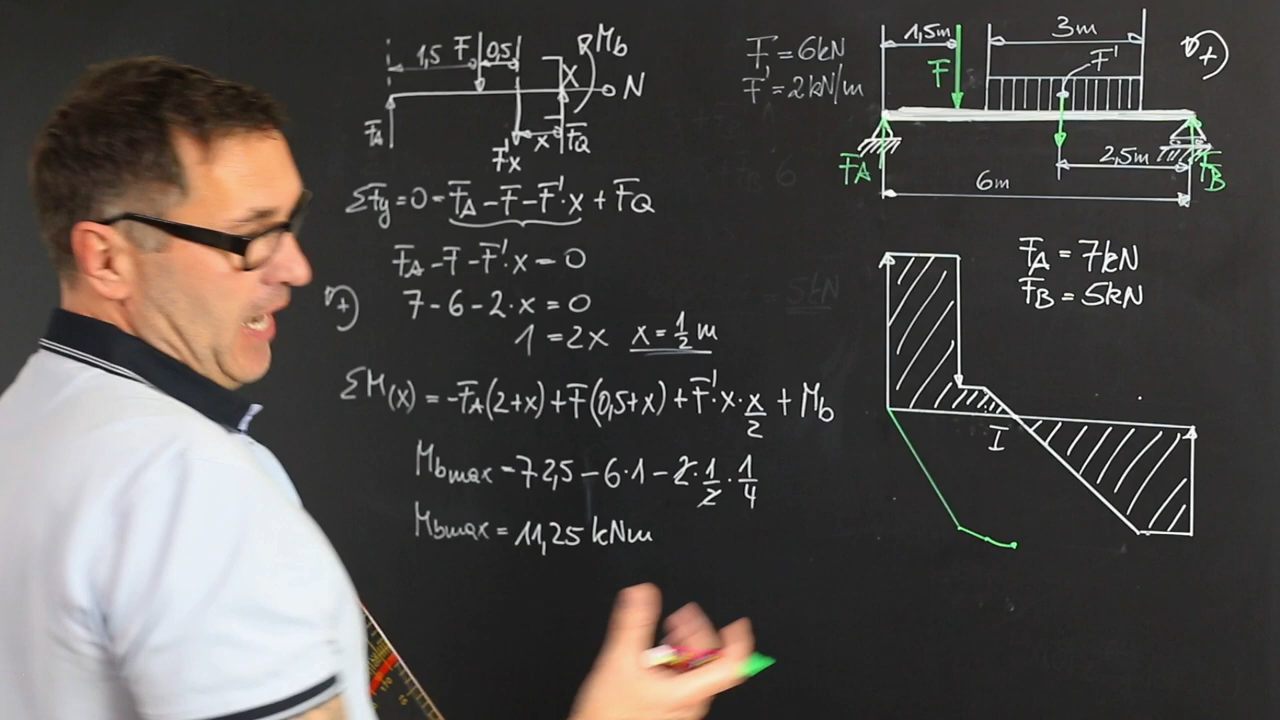 1,5 F 0,5 Mb
x N
FA F'x x FQ
ΣFy=0=FA-F-F'·x+FQ
FA-F-F'·x=0
+) 7-6-2·x=0
1=2x x=1/2 m
ΣM(x)=-FA(2+x)+F(0,5+x)+F'·x·x/2+Mb
Mbmax=7·2,5-6·1-2·1/2·1/4
Mbmax=11,25kNm
F=6kN
F'=2kN/m
1,5m 3m +)
F F'
FA 2,5m FB
6m
FA=7kN
FB=5kN
I